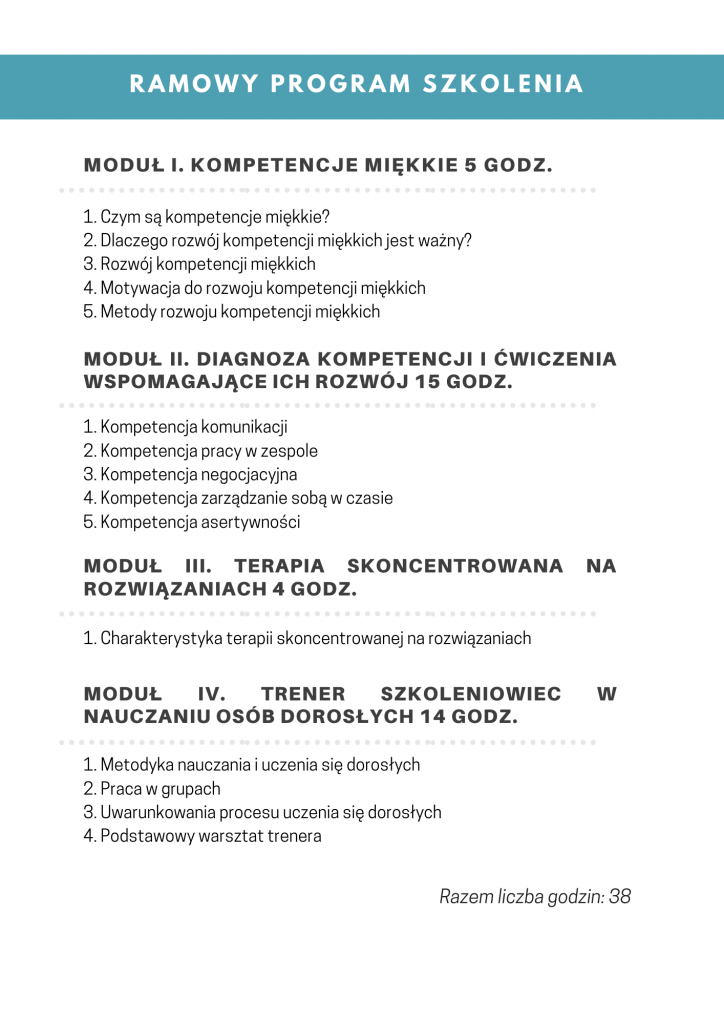 RAMOWY PROGRAM SZKOLENIA
MODUŁ I. KOMPETENCJE MIĘKKIE 5 GODZ.
1. Czym są kompetencje miękkie?
2. Dlaczego rozwój kompetencji miękkich jest ważny?
3. Rozwój kompetencji miękkich
4. Motywacja do rozwoju kompetencji miękkich
5. Metody rozwoju kompetencji miękkich
MODUŁ II. DIAGNOZA KOMPETENCJI I ĆWICZENIA
WSPOMAGAJĄCE ICH ROZWÓJ 15 GODZ.
1. Kompetencja komunikacji
2. Kompetencja pracy w zespole
3. Kompetencja negocjacyjna
4. Kompetencja zarządzanie sobą w czasie
5. Kompetencja asertywności
MODUŁ III. TERAPIA SKONCENTROWANA NA
ROZWIĄZANIACH 4 GODZ.
1. Charakterystyka terapii skoncentrowanej na rozwiązaniach
MODUŁ IV. TRENER SZKOLENIOWIEC W
NAUCZANIU OSÓB DOROSŁYCH 14 GODZ.
1. Metodyka nauczania i uczenia się dorosłych
2. Praca w grupach
3. Uwarunkowania procesu uczenia się dorosłych
4. Podstawowy warsztat trenera
Razem liczba godzin: 38